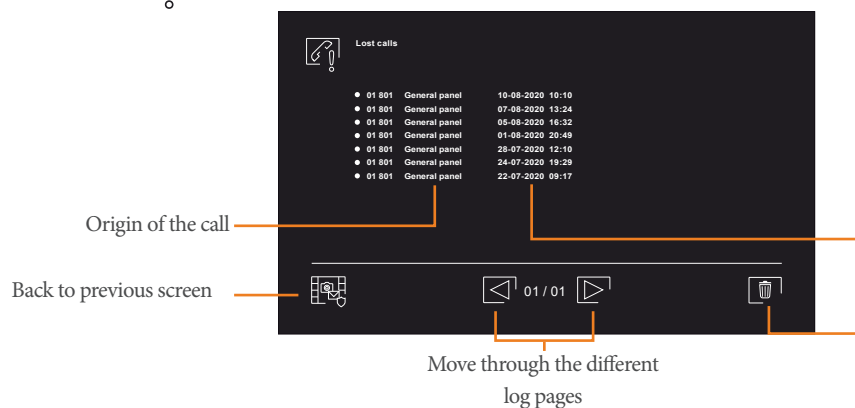 Lost calls
01 801 General panel 10-08-2020 10:10
01 801 General panel 07-08-2020 13:24
01 801 General panel 05-08-2020 16:32
01 801 General panel 01-08-2020 20:49
01 801 General panel 28-07-2020 12:10
01 801 General panel 24-07-2020 19:29
01 801 General panel 22-07-2020 09:17
Origin of the call
Back to previous screen
01 / 01
Move through the different
log pages